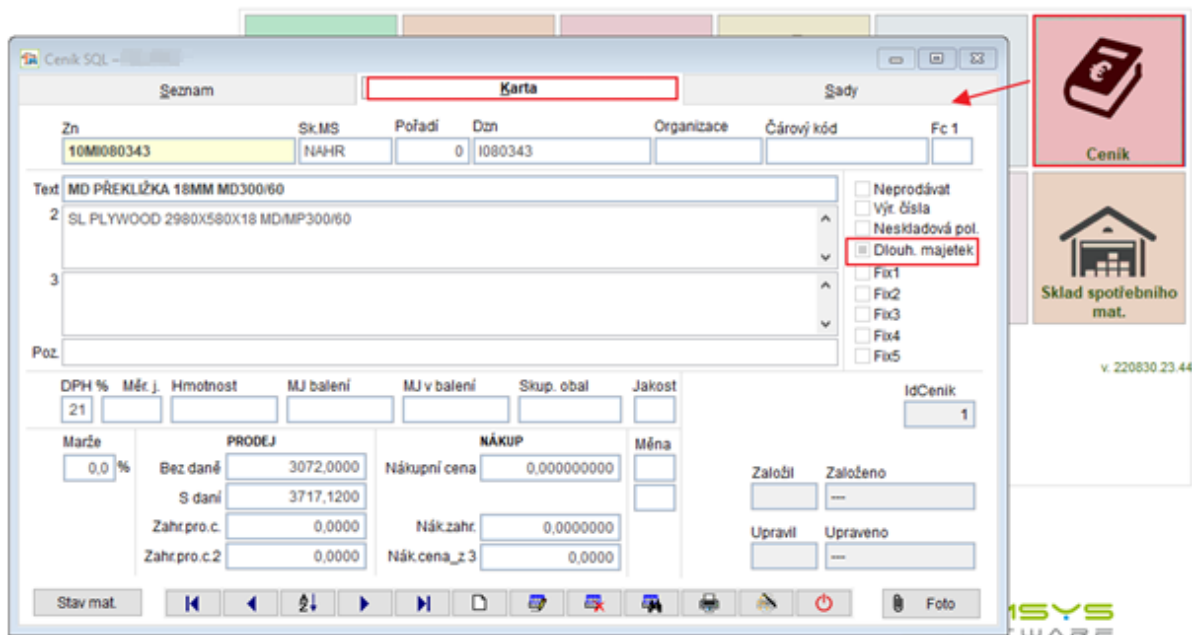 Ceník SQL –
Seznam Karta Sady
Zn Sk.MS Pořadí Dzn Organizace Čárový kód Fc 1
10MI080343 NAHR 0 I080343
Text MD PŘEKLIŽKA 18MM MD300/60
2 SL PLYWOOD 2980X580X18 MD/MP300/60
3
Poz.
Neprodávat
Výr. čísla
Neskladová pol.
Dlouh. majetek
Fix1
Fix2
Fix3
Fix4
Fix5
DPH % Měr. j. Hmotnost MJ balení MJ v balení Skup. obal Jakost
21
IdCenik
1
Marže PRODEJ NÁKUP Měna
0,0 % Bez daně 3072,0000 Nákupní cena 0,000000000
S daní 3717,1200
Zahr.pro.c. 0,0000 Nák.zahr. 0,0000000
Zahr.pro.c.2 0,0000 Nák.cena_z 3 0,0000
Založil Založeno
---
Upravil Upraveno
---
Stav mat. Foto
Ceník
Sklad spotřebního
mat.
v. 220830.23.44